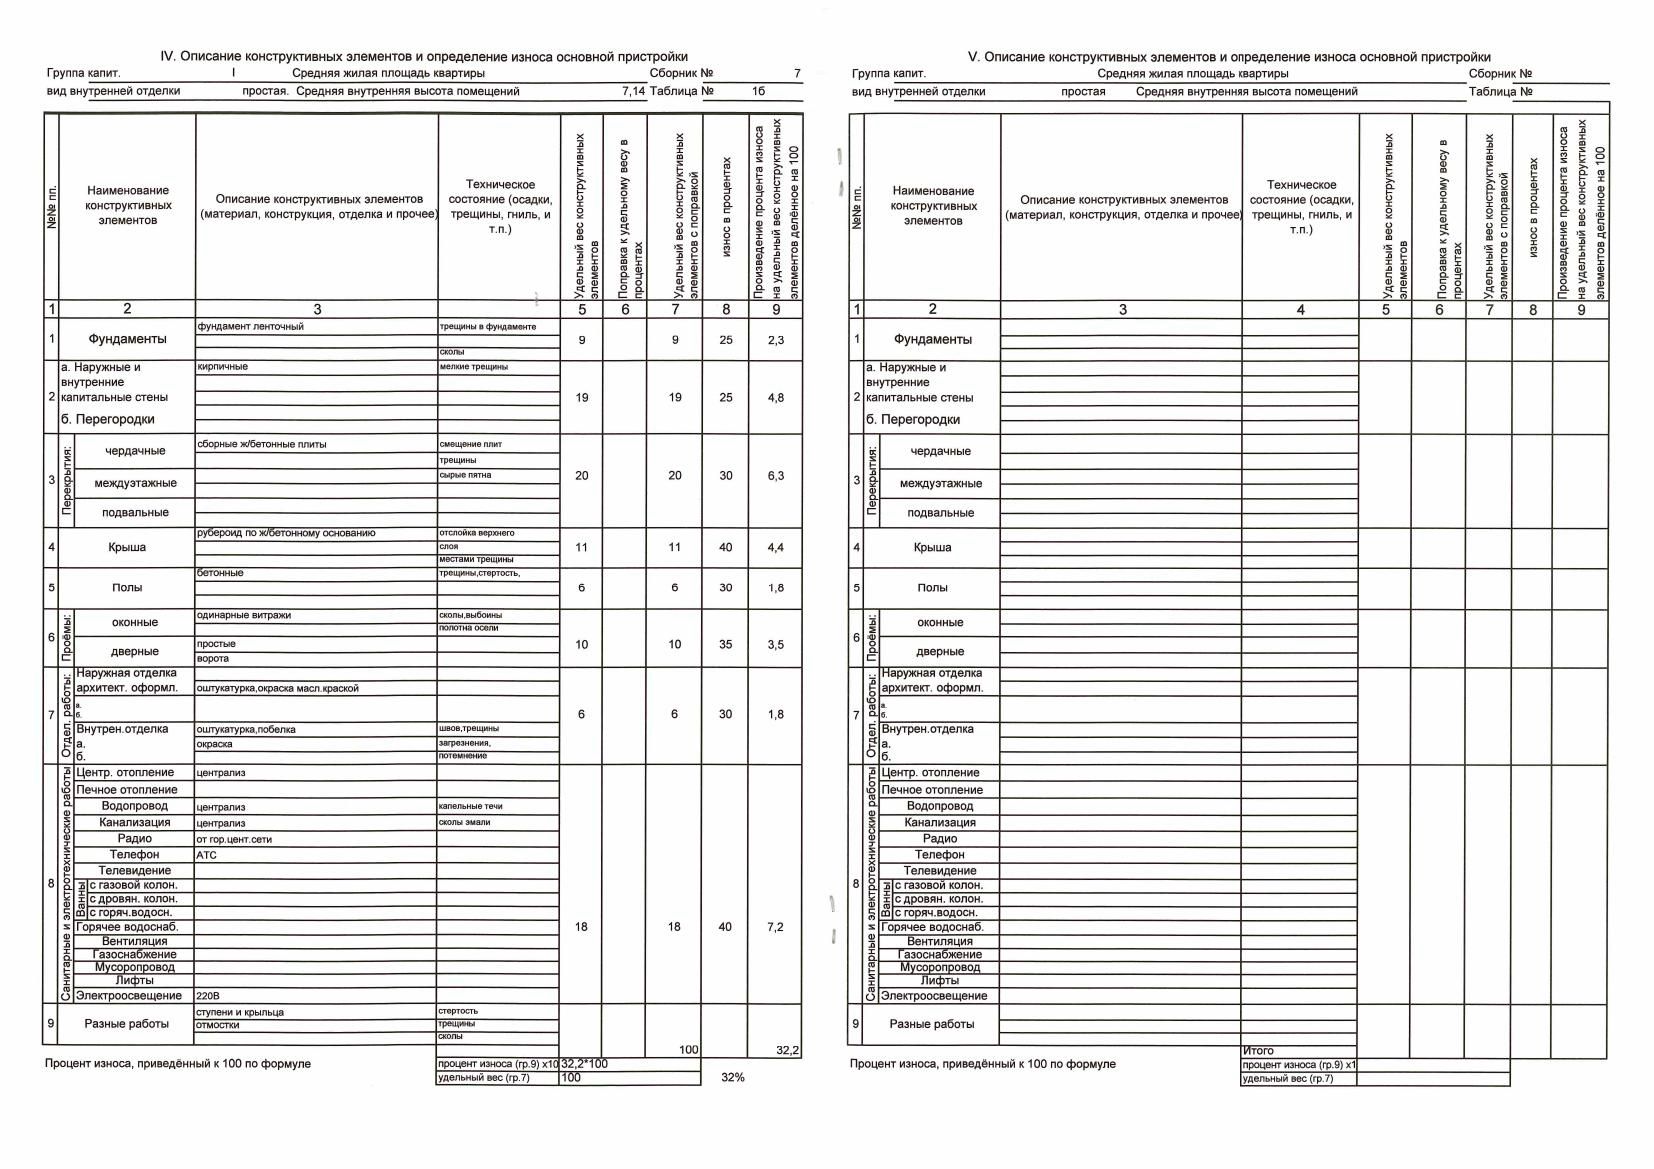 IV. Описание конструктивных элементов и определение износа основной пристройки
Группа капит. I Средняя жилая площадь квартиры Сборник № 7
вид внутренней отделки простая. Средняя внутренняя высота помещений 7,14 Таблица № 1б
№№ пп.
Наименование конструктивных элементов
Описание конструктивных элементов (материал, конструкция, отделка и прочее)
Техническое состояние (осадки, трещины, гниль, и т.п.)
Удельный вес конструктивных элементов
Поправка к удельному весу в процентах
Удельный вес конструктивных элементов с поправкой
износ в процентах
Произведение процента износа на удельный вес конструктивных элементов делённое на 100
1 2 3 5 6 7 8 9
1 Фундаменты фундамент ленточный трещины в фундаменте 9 9 25 2,3
сколы
2 а. Наружные и внутренние капитальные стены кирпичные мелкие трещины 19 19 25 4,8
б. Перегородки
3 Перекрытия: чердачные сборные ж/бетонные плиты смещение плит 20 20 30 6,3
трещины
междуэтажные сырые пятна
подвальные
4 Крыша рубероид по ж/бетонному основанию отслойка верхнего 11 11 40 4,4
слоя
местами трещины
5 Полы бетонные трещины,стертость, 6 6 30 1,8
6 Проёмы: оконные одинарные витражи сколы,выбоины 10 10 35 3,5
полотна осели
дверные простые
ворота
7 Отдел. работы: Наружная отделка 6 6 30 1,8
архитект. оформл. оштукатурка,окраска масл.краской
а.
б.
Внутрен.отделка оштукатурка,побелка швов,трещины
а. окраска загрезнения,
б. потемнение
8 Санитарные и электротехнические работы 18 18 40 7,2
Центр. отопление централиз
Печное отопление
Водопровод централиз капельные течи
Канализация централиз сколы эмали
Радио от гор.цент.сети
Телефон АТС
Телевидение
Ванны с газовой колон.
с дровян. колон.
с горяч.водосн.
Горячее водоснаб.
Вентиляция
Газоснабжение
Мусоропровод
Лифты
Электроосвещение 220В
9 Разные работы ступени и крыльца стертость
отмостки трещины
сколы
100 32,2
Процент износа, приведённый к 100 по формуле процент износа (гр.9) х10 32,2*100
удельный вес (гр.7) 100 32%
V. Описание конструктивных элементов и определение износа основной пристройки
Группа капит. Средняя жилая площадь квартиры Сборник №
вид внутренней отделки простая Средняя внутренняя высота помещений Таблица №
№№ пп.
Наименование конструктивных элементов
Описание конструктивных элементов (материал, конструкция, отделка и прочее)
Техническое состояние (осадки, трещины, гниль, и т.п.)
Удельный вес конструктивных элементов
Поправка к удельному весу в процентах
Удельный вес конструктивных элементов с поправкой
износ в процентах
Произведение процента износа на удельный вес конструктивных элементов делённое на 100
1 2 3 4 5 6 7 8 9
1 Фундаменты
2 а. Наружные и внутренние капитальные стены
б. Перегородки
3 Перекрытия: чердачные
междуэтажные
подвальные
4 Крыша
5 Полы
6 Проёмы: оконные
дверные
7 Отдел. работы: Наружная отделка
архитект. оформл.
а.
б.
Внутрен.отделка
а.
б.
8 Санитарные и электротехнические работы
Центр. отопление
Печное отопление
Водопровод
Канализация
Радио
Телефон
Телевидение
Ванны с газовой колон.
с дровян. колон.
с горяч.водосн.
Горячее водоснаб.
Вентиляция
Газоснабжение
Мусоропровод
Лифты
Электроосвещение
9 Разные работы
Итого
Процент износа, приведённый к 100 по формуле процент износа (гр.9) х1
удельный вес (гр.7)